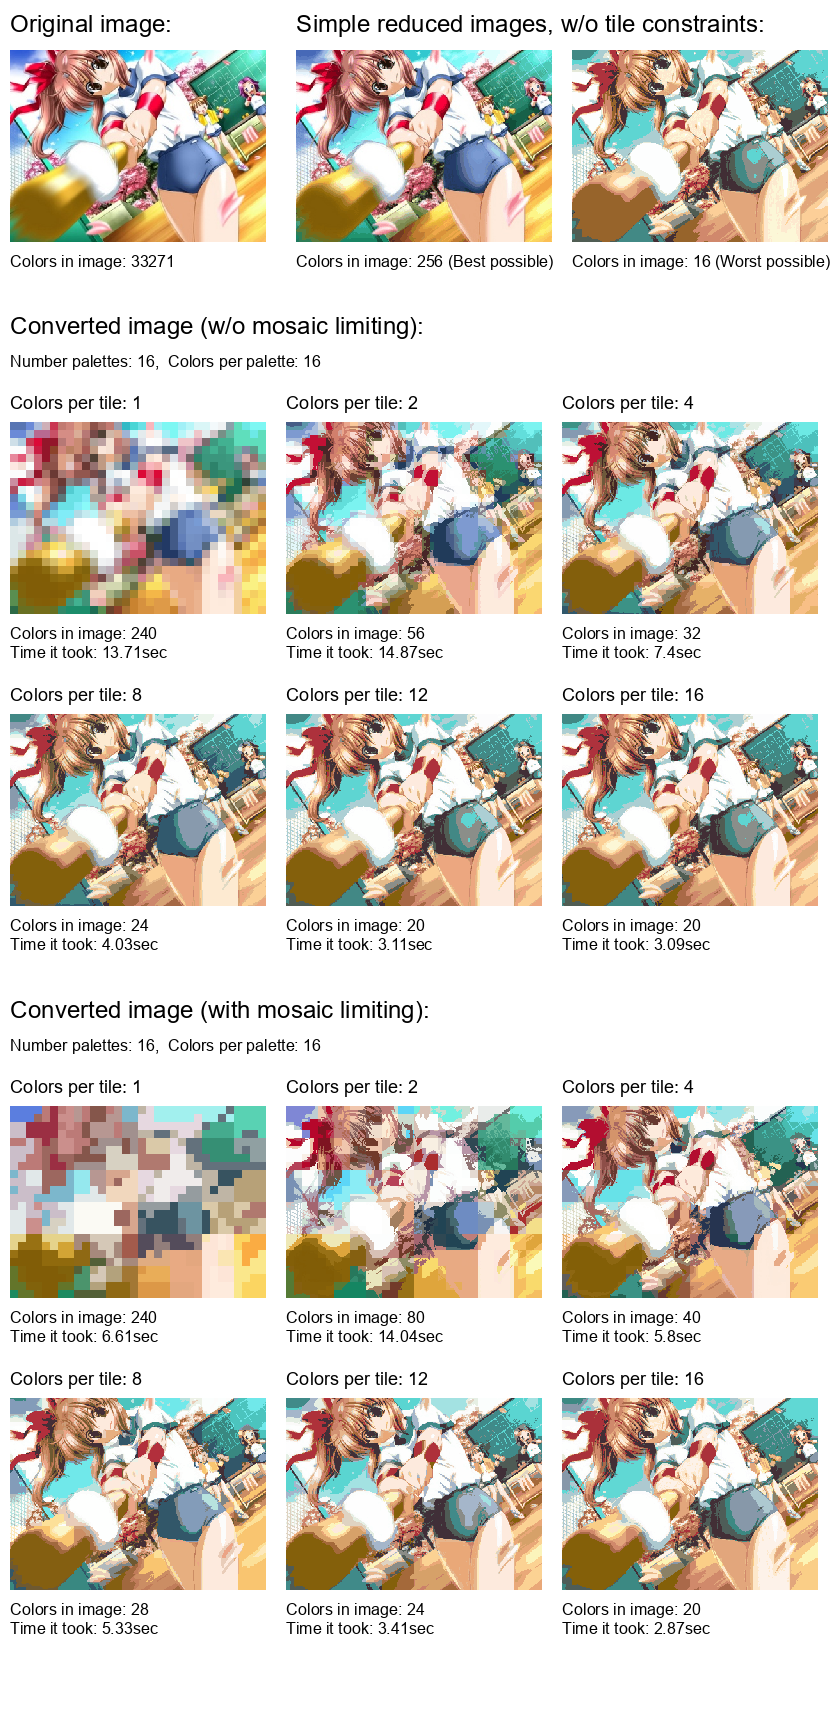 Original image:
Simple reduced images, w/o tile constraints:
Colors in image: 33271
Colors in image: 256 (Best possible)
Colors in image: 16 (Worst possible)
Converted image (w/o mosaic limiting):
Number palettes: 16,  Colors per palette: 16
Colors per tile: 1
Colors per tile: 2
Colors per tile: 4
Colors in image: 240
Time it took: 13.71sec
Colors in image: 56
Time it took: 14.87sec
Colors in image: 32
Time it took: 7.4sec
Colors per tile: 8
Colors per tile: 12
Colors per tile: 16
Colors in image: 24
Time it took: 4.03sec
Colors in image: 20
Time it took: 3.11sec
Colors in image: 20
Time it took: 3.09sec
Converted image (with mosaic limiting):
Number palettes: 16,  Colors per palette: 16
Colors per tile: 1
Colors per tile: 2
Colors per tile: 4
Colors in image: 240
Time it took: 6.61sec
Colors in image: 80
Time it took: 14.04sec
Colors in image: 40
Time it took: 5.8sec
Colors per tile: 8
Colors per tile: 12
Colors per tile: 16
Colors in image: 28
Time it took: 5.33sec
Colors in image: 24
Time it took: 3.41sec
Colors in image: 20
Time it took: 2.87sec